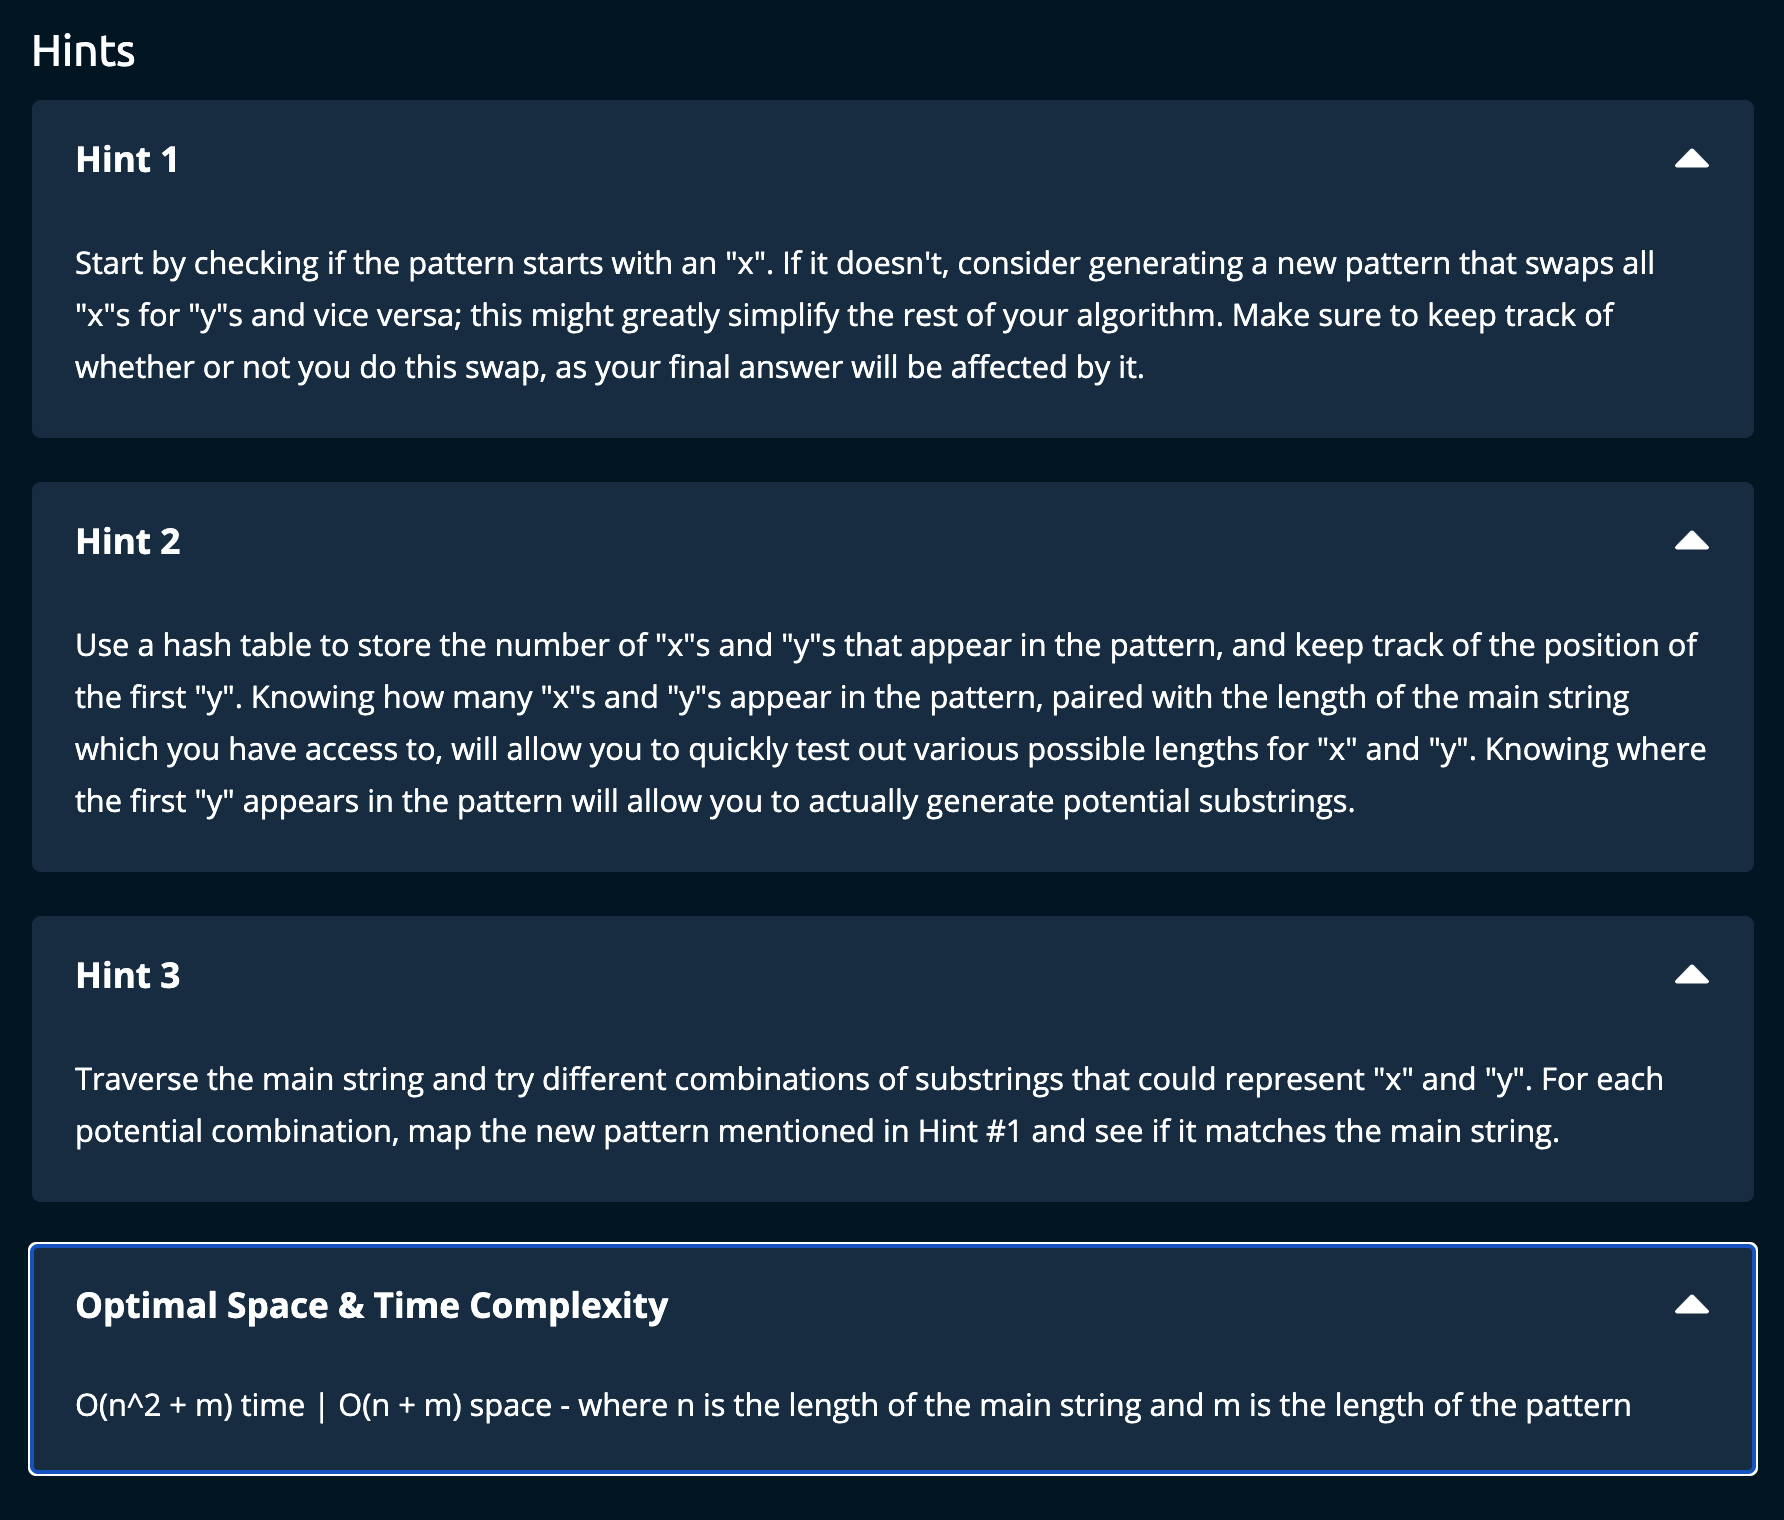 Hints
Hint 1
Start by checking if the pattern starts with an "x". If it doesn't, consider generating a new pattern that swaps all
"x"s for "y"s and vice versa; this might greatly simplify the rest of your algorithm. Make sure to keep track of
whether or not you do this swap, as your final answer will be affected by it.
Hint 2
Use a hash table to store the number of "x"s and "y"s that appear in the pattern, and keep track of the position of
the first "y". Knowing how many "x"s and "y"s appear in the pattern, paired with the length of the main string
which you have access to, will allow you to quickly test out various possible lengths for "x" and "y". Knowing where
the first "y" appears in the pattern will allow you to actually generate potential substrings.
Hint 3
Traverse the main string and try different combinations of substrings that could represent "x" and "y". For each
potential combination, map the new pattern mentioned in Hint #1 and see if it matches the main string.
Optimal Space & Time Complexity
O(n^2 + m) time | O(n + m) space - where n is the length of the main string and m is the length of the pattern